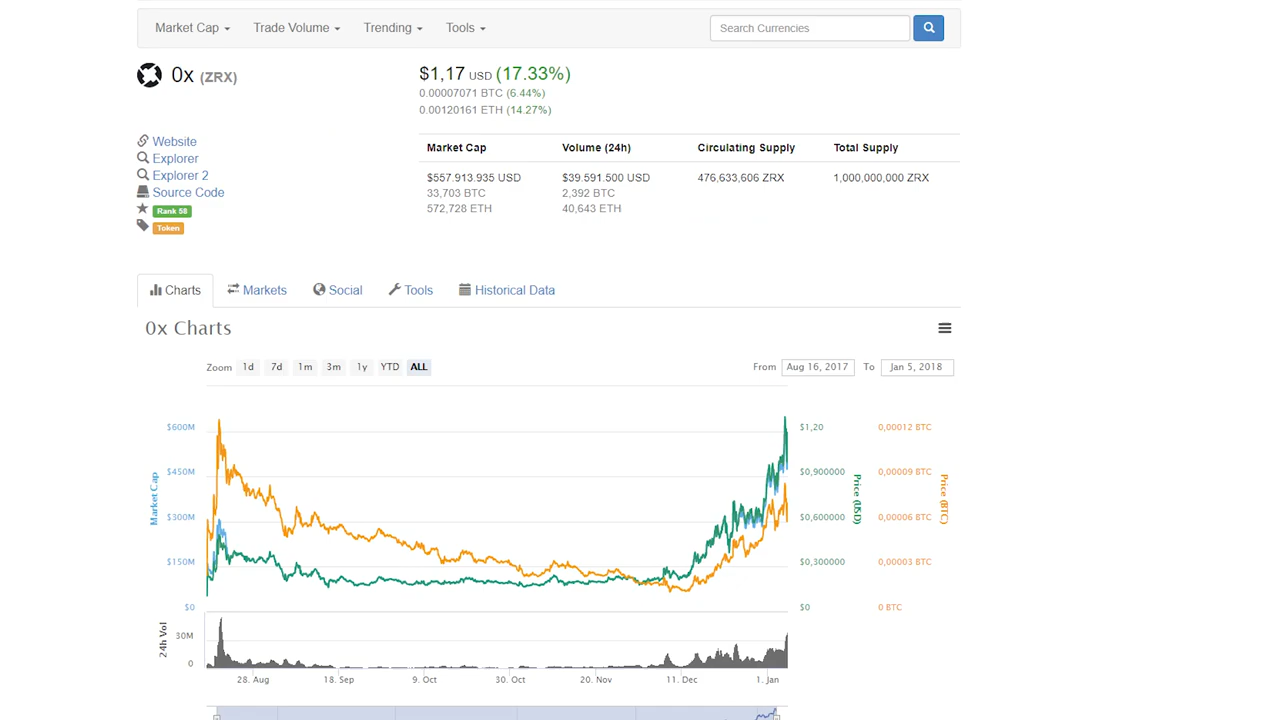 Market Cap Trade Volume Trending Tools Search Currencies
0x (ZRX)
$1,17 USD (17.33%)
0.00007071 BTC (6.44%)
0.00120161 ETH (14.27%)
Website
Explorer
Explorer 2
Source Code
Rank 58
Token
Market Cap Volume (24h) Circulating Supply Total Supply
$557.913.935 USD $39.591.500 USD 476,633,606 ZRX 1,000,000,000 ZRX
33,703 BTC 2,392 BTC
572,728 ETH 40,643 ETH
Charts Markets Social Tools Historical Data
0x Charts
Zoom 1d 7d 1m 3m 1y YTD ALL From Aug 16, 2017 To Jan 5, 2018
$600M $1,20 0,00012 BTC
$450M $0,900000 0,00009 BTC
$300M $0,600000 0,00006 BTC
$150M $0,300000 0,00003 BTC
$0 $0 0 BTC
Market Cap
Price (USD)
Price (BTC)
24h Vol
30M
0
28. Aug 18. Sep 9. Oct 30. Oct 20. Nov 11. Dec 1. Jan